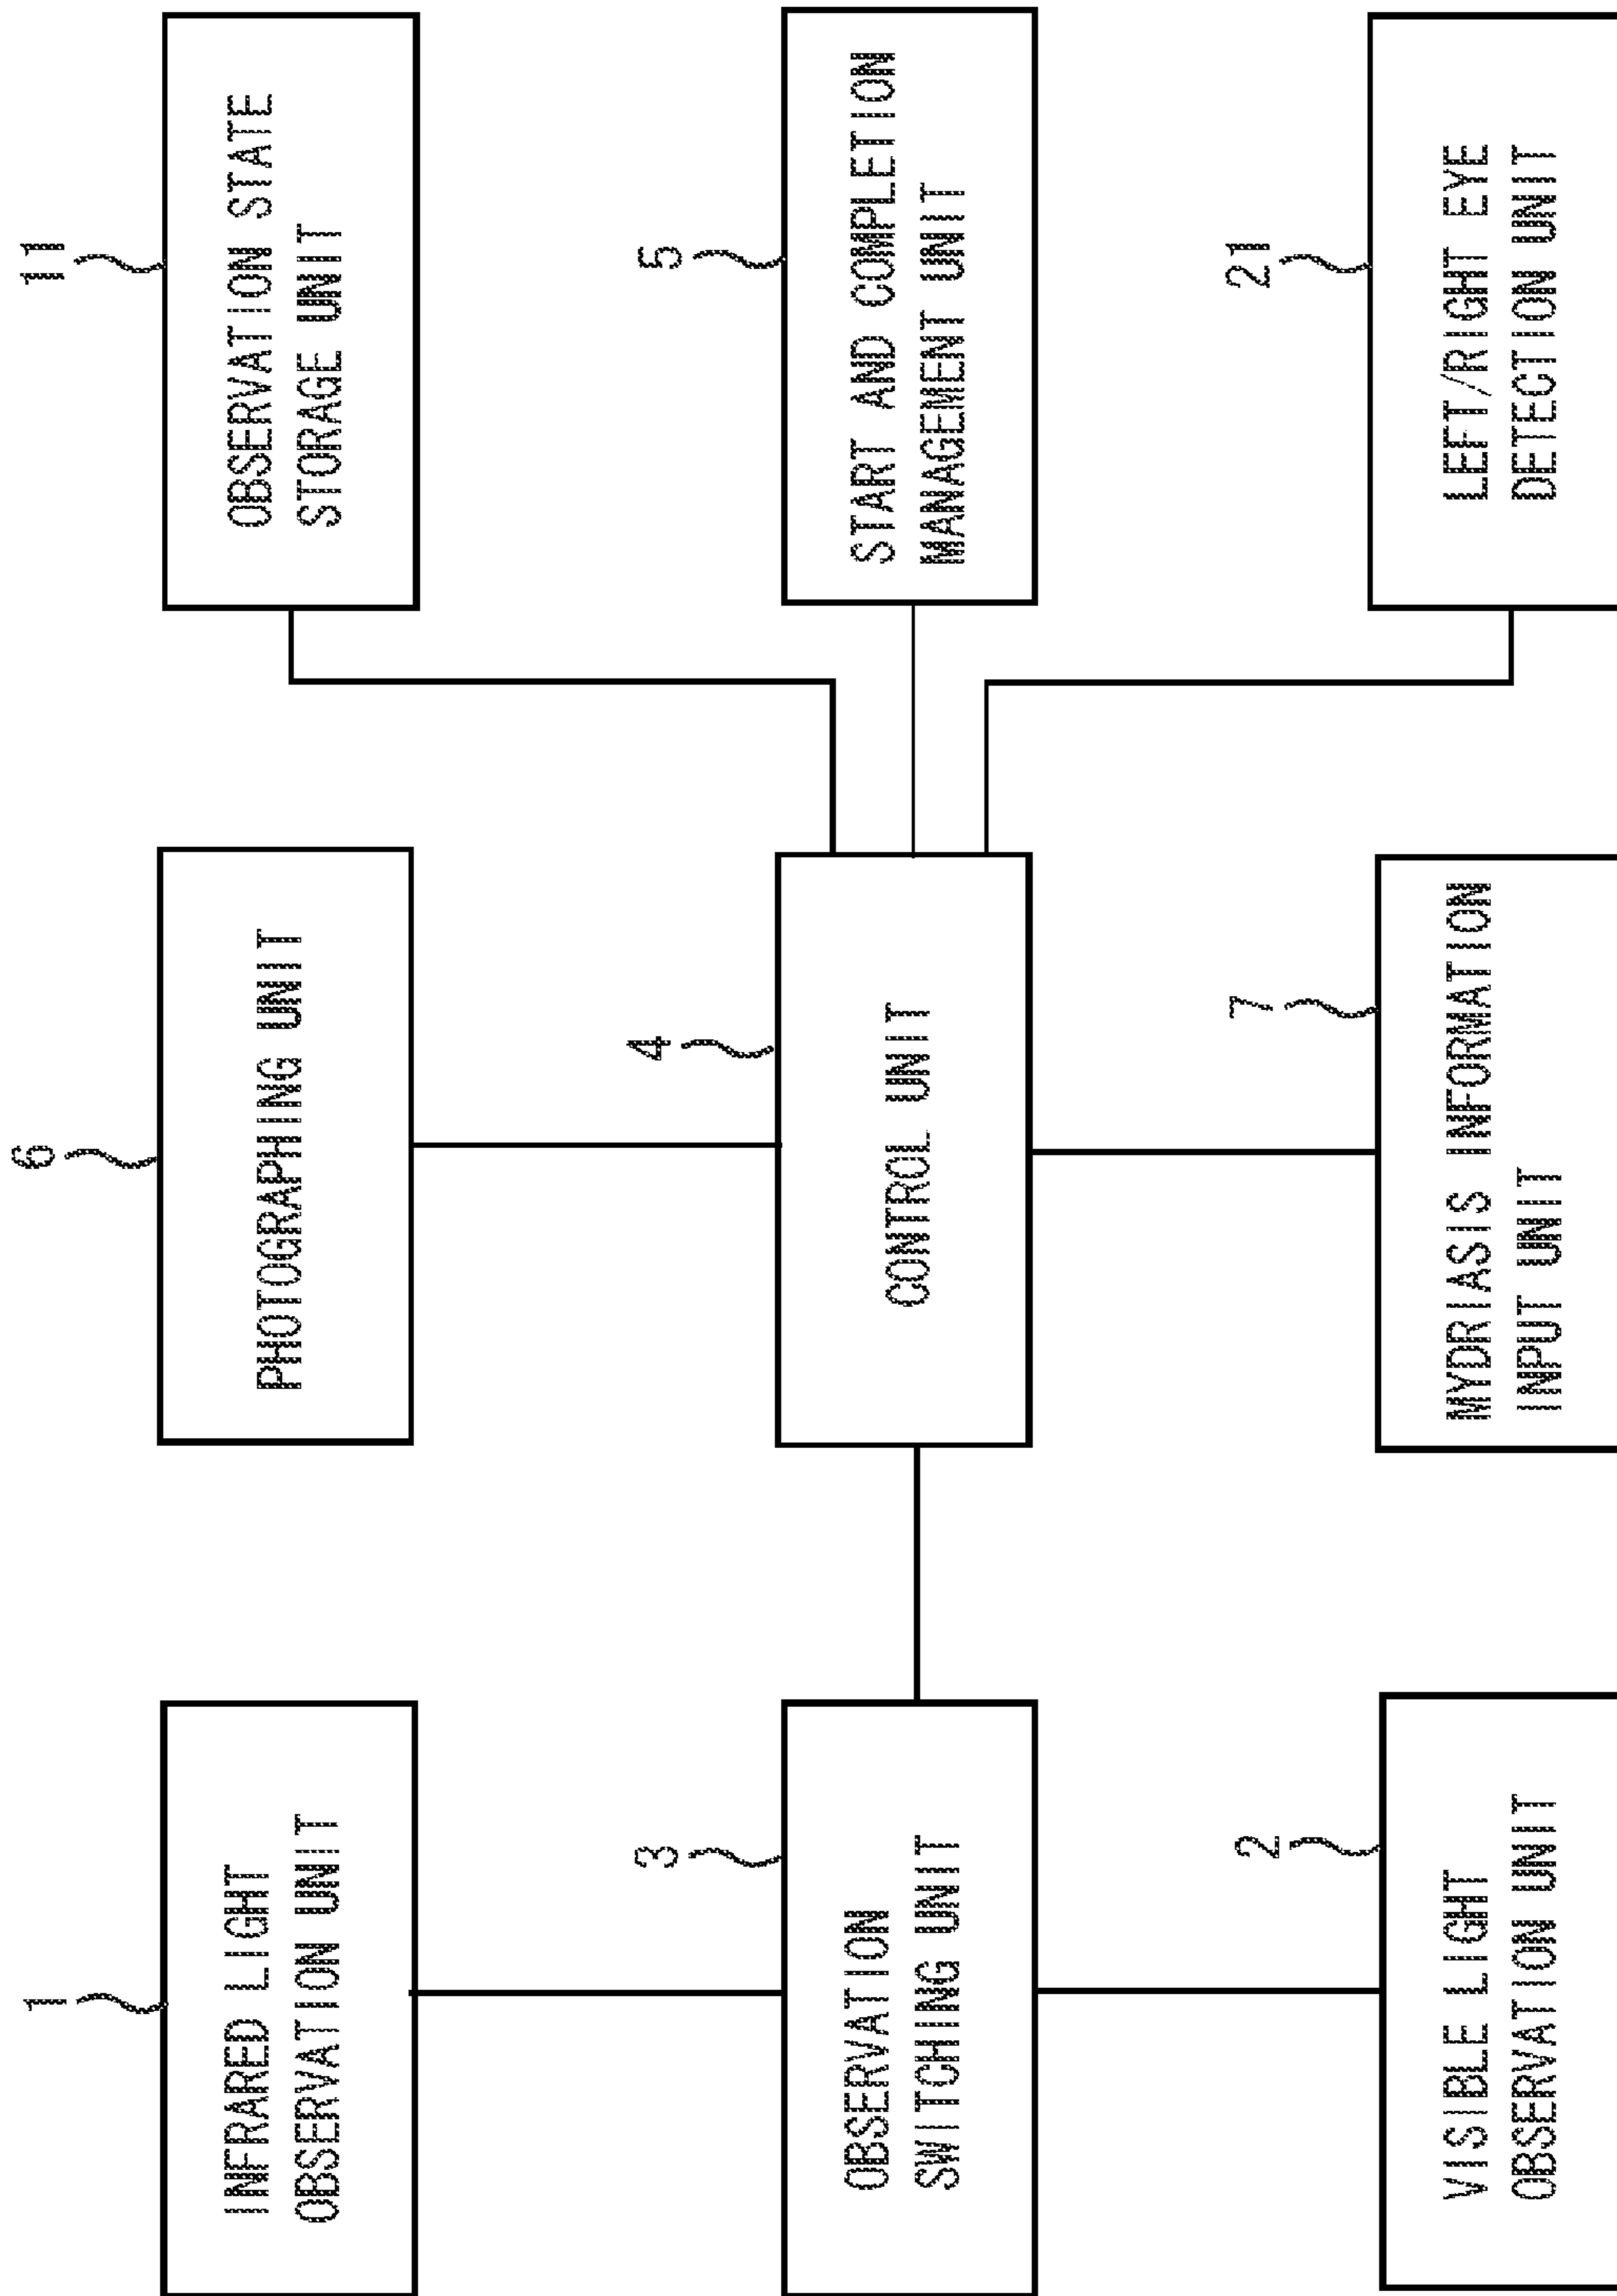 1
INFRARED LIGHT
OBSERVATION UNIT
6
PHOTOGRAPHING UNIT
11
OBSERVATION STATE
STORAGE UNIT
3
OBSERVATION
SWITCHING UNIT
4
CONTROL UNIT
5
START AND COMPLETION
MANAGEMENT UNIT
2
VISIBLE LIGHT
OBSERVATION UNIT
7
MYDRIASIS INFORMATION
INPUT UNIT
21
LEFT/RIGHT EYE
DETECTION UNIT